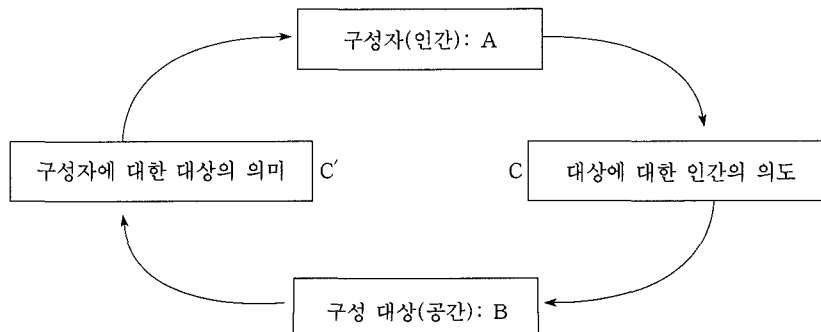 구성자(인간): A
구성자에 대한 대상의 의미 C′
C 대상에 대한 인간의 의도
구성 대상(공간): B